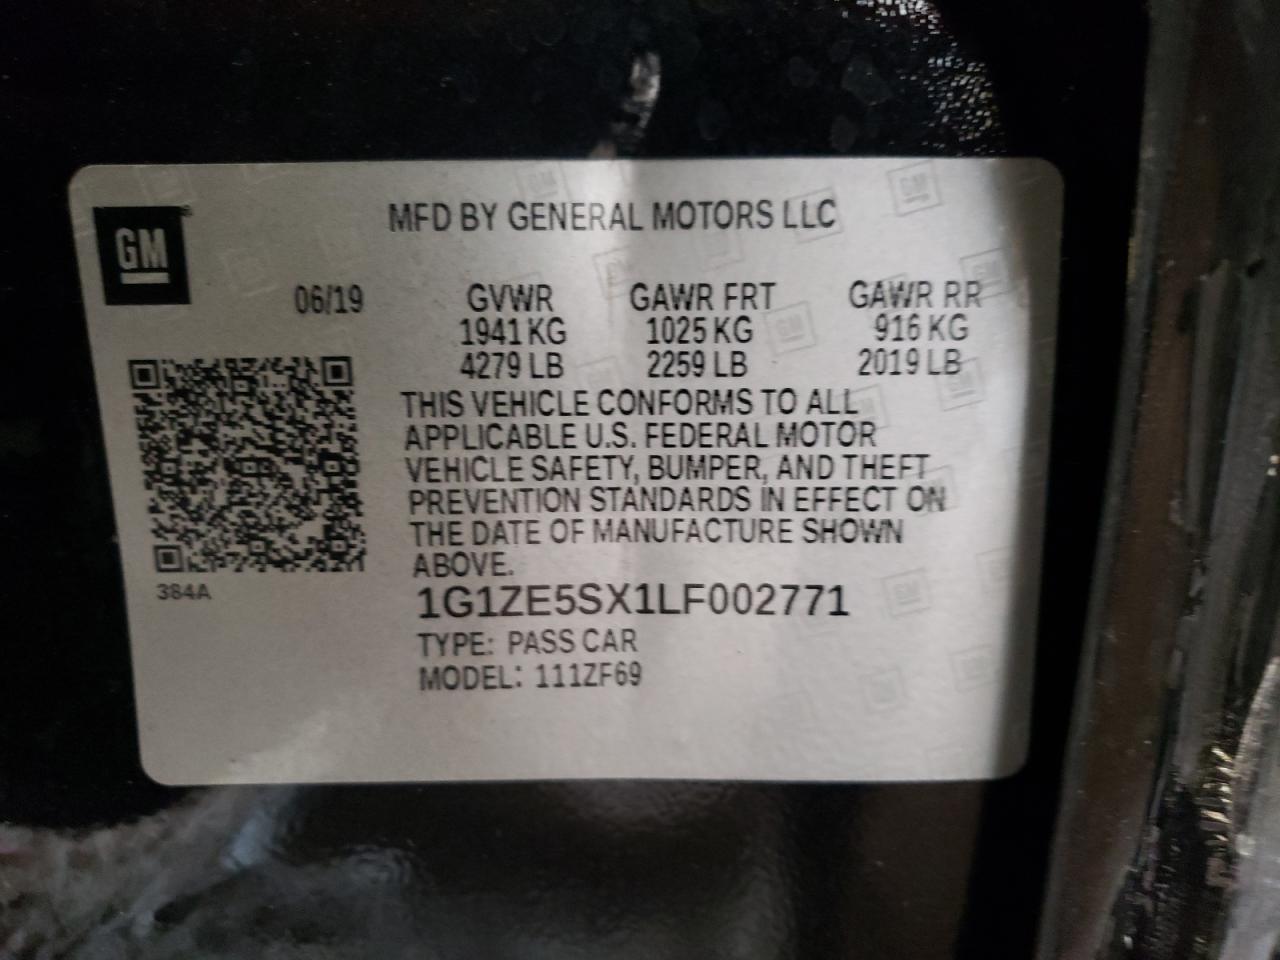 GM
MFD BY GENERAL MOTORS LLC
06/19 GVWR GAWR FRT GAWR RR
1941 KG 1025 KG 916 KG
4279 LB 2259 LB 2019 LB
THIS VEHICLE CONFORMS TO ALL
APPLICABLE U.S. FEDERAL MOTOR
VEHICLE SAFETY, BUMPER, AND THEFT
PREVENTION STANDARDS IN EFFECT ON
THE DATE OF MANUFACTURE SHOWN
ABOVE.
384A
1G1ZE5SX1LF002771
TYPE: PASS CAR
MODEL: 111ZF69